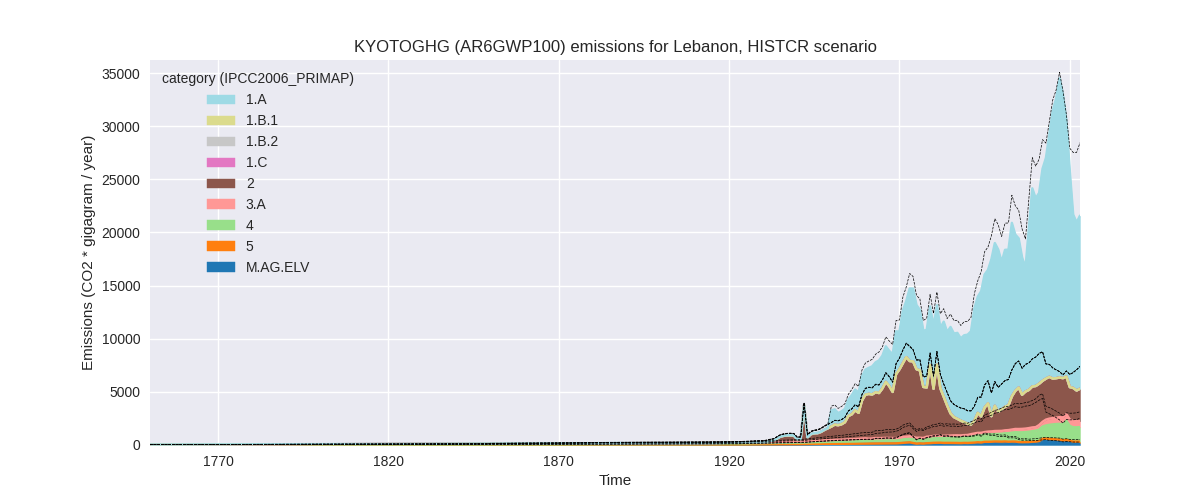 KYOTOGHG (AR6GWP100) emissions for Lebanon, HISTCR scenario
category (IPCC2006_PRIMAP)
1.A
1.B.1
1.B.2
1.C
2
3.A
4
5
M.AG.ELV
Emissions (CO2 * gigagram / year)
35000
30000
25000
20000
15000
10000
5000
0
1770
1820
1870
1920
1970
2020
Time